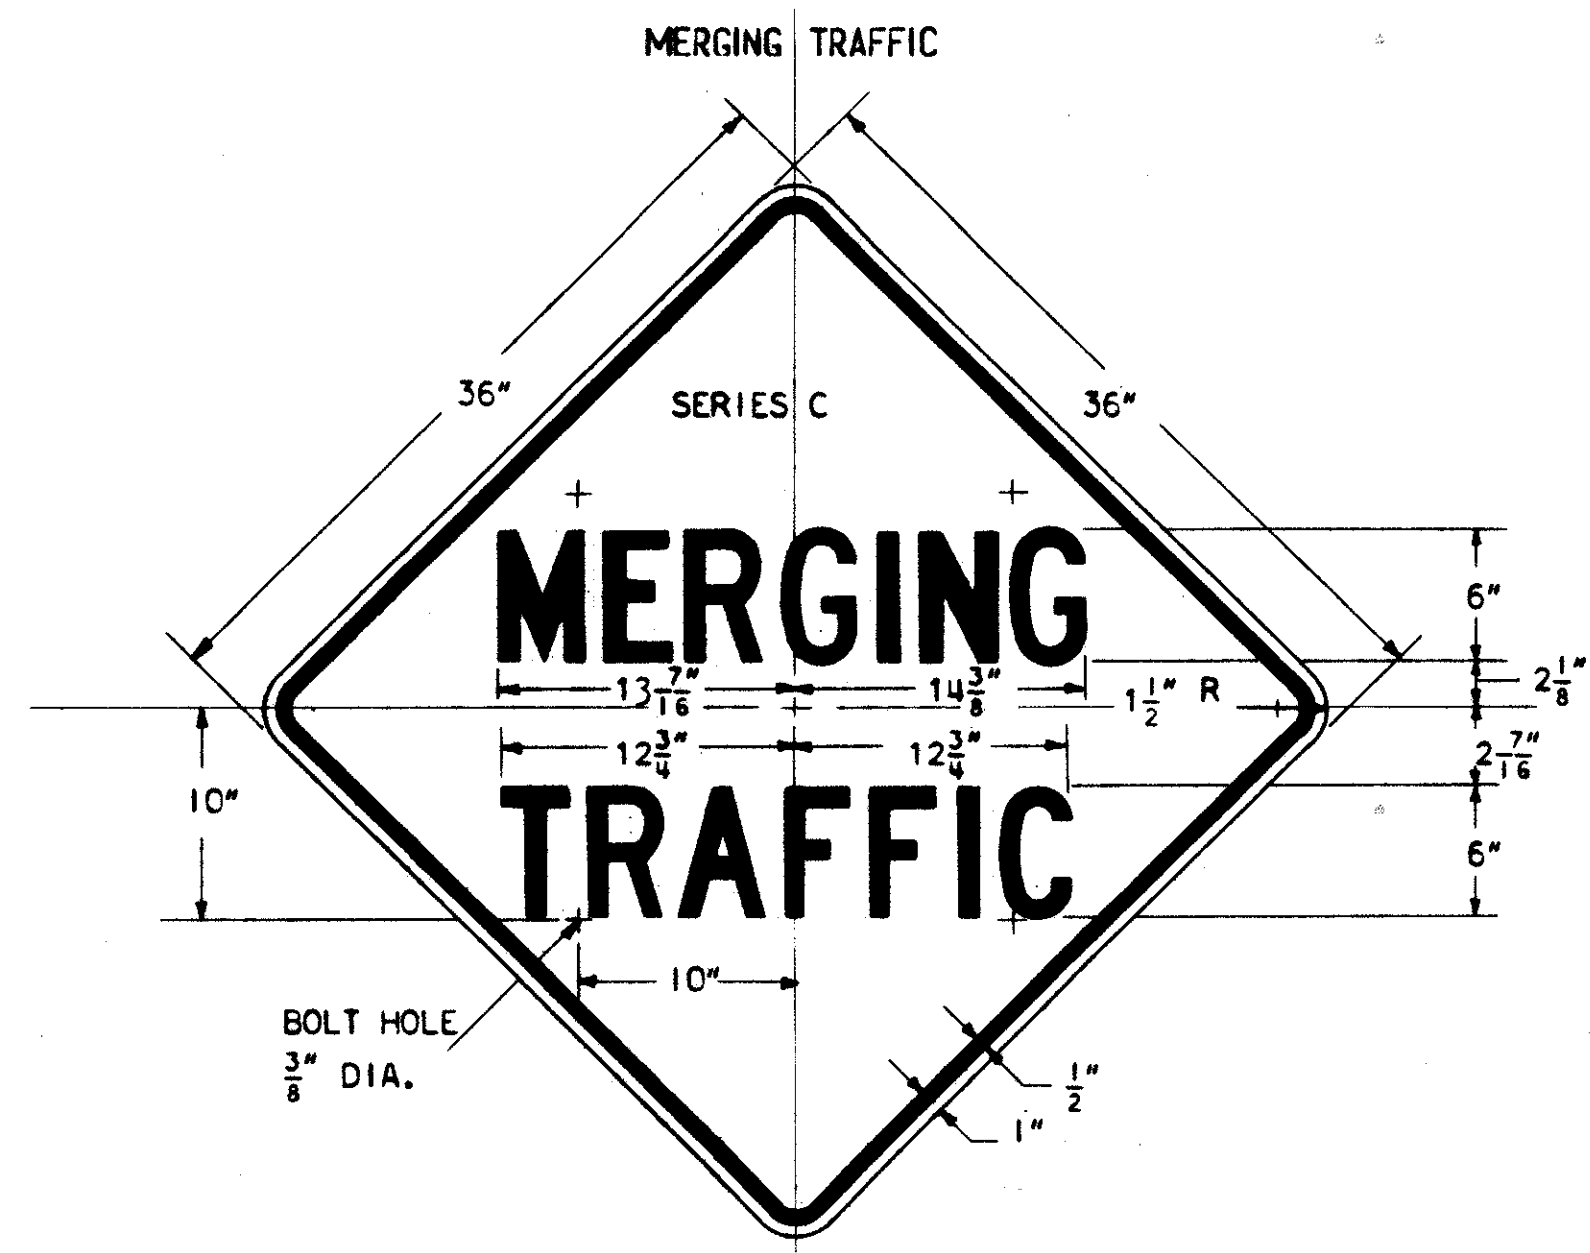 MERGING TRAFFIC
36"
36"
SERIES C
MERGING
6"
13 7/16"
14 3/8"
1 1/2" R
2 1/8"
12 3/4"
12 3/4"
2 7/16"
10"
TRAFFIC
6"
10"
BOLT HOLE
3/8" DIA.
1/2"
1"